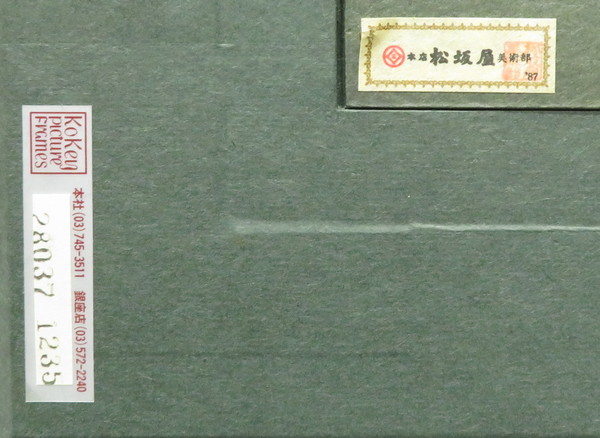 本店 松坂屋 美術部
'87
Koken
picture
frames
本社(03)745-3511 銀座店(03)572-2240
28037 1235